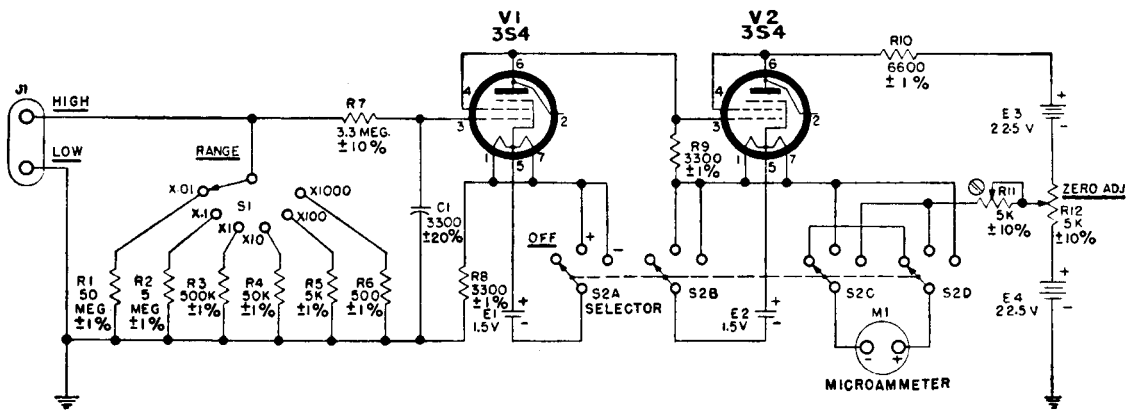 V1
3S4
V2
3S4
J1
HIGH
LOW
RANGE
X.01
X.1
X1
X10
X100
X1000
S1
R7
3.3 MEG.
±10%
4
3
6
2
1
5
7
4
3
6
2
1
5
7
R10
6600
±1%
E3
22.5 V
+
-
R9
3300
±1%
C1
3300
±20%
R1
50
MEG
±1%
R2
5
MEG
±1%
R3
500K
±1%
R4
50K
±1%
R5
5K
±1%
R6
500
±1%
R8
3300
±1%
E1
1.5V
+
-
OFF
+
-
S2A
SELECTOR
S2B
E2
1.5V
+
-
S2C
S2D
M1
-
+
MICROAMMETER
R11
5K
±10%
ZERO ADJ
R12
5K
±10%
E4
22.5 V
+
-